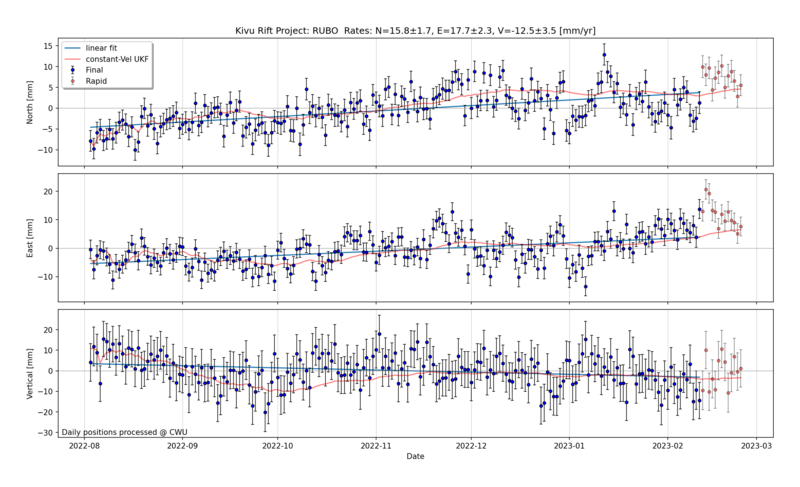 Kivu Rift Project: RUBO  Rates: N=15.8±1.7, E=17.7±2.3, V=-12.5±3.5 [mm/yr]
linear fit
constant-Vel UKF
Final
Rapid
North [mm]
15
10
5
0
−5
−10
East [mm]
20
10
0
−10
Vertical [mm]
20
10
0
−10
−20
−30
Daily positions processed @ CWU
2022-08
2022-09
2022-10
2022-11
2022-12
2023-01
2023-02
2023-03
Date